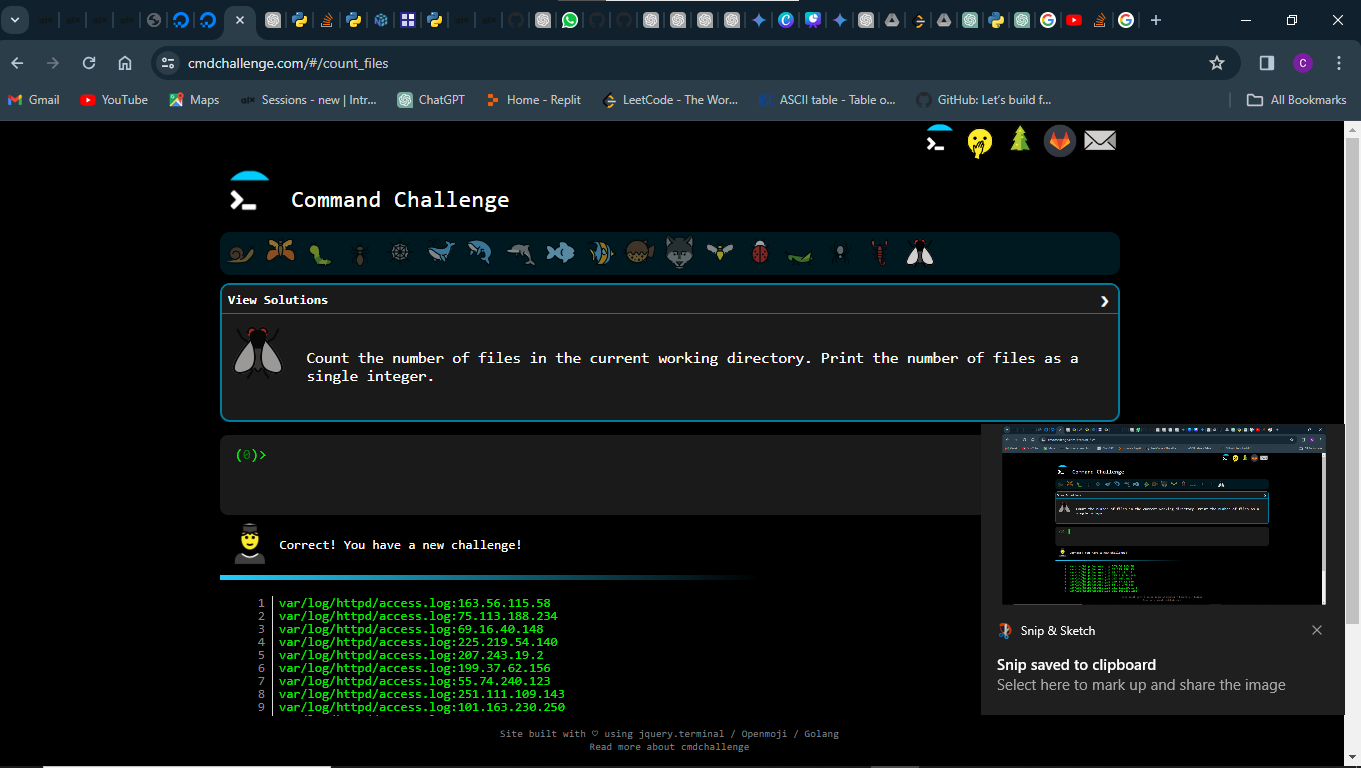 C
cmdchallenge.com/#/count_files
C
Gmail
YouTube
Maps
Sessions - new | Intr...
ChatGPT
Home - Replit
LeetCode - The Wor...
ASCII table - Table o...
GitHub: Let's build f...
All Bookmarks
Command Challenge
View Solutions
Count the number of files in the current working directory. Print the number of files as a
single integer.
(0)>
Correct! You have a new challenge!
1 var/log/httpd/access.log:163.56.115.58
2 var/log/httpd/access.log:75.113.188.234
3 var/log/httpd/access.log:69.16.40.148
4 var/log/httpd/access.log:225.219.54.140
5 var/log/httpd/access.log:207.243.19.2
6 var/log/httpd/access.log:199.37.62.156
7 var/log/httpd/access.log:55.74.240.123
8 var/log/httpd/access.log:251.111.109.143
9 var/log/httpd/access.log:101.163.230.250
Command Challenge
Snip & Sketch
Snip saved to clipboard
Select here to mark up and share the image
Site built with ♡ using jquery.terminal / Openmoji / Golang
Read more about cmdchallenge